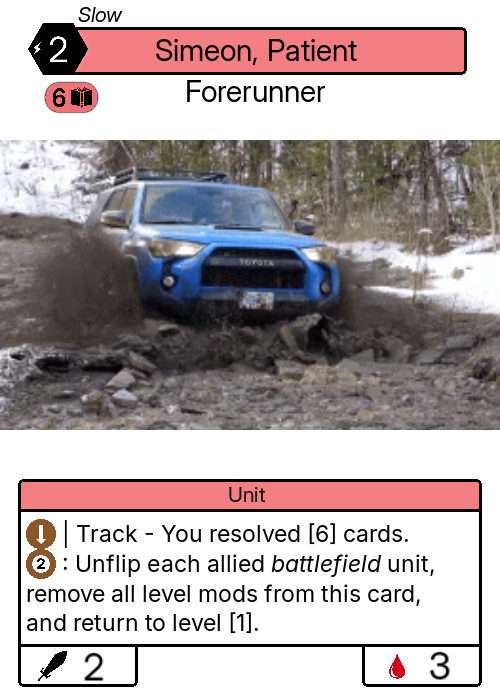 Slow
2
Simeon, Patient
6
Forerunner
TOYOTA
Unit
| Track - You resolved [6] cards.
2 : Unflip each allied battlefield unit,
remove all level mods from this card,
and return to level [1].
2
3